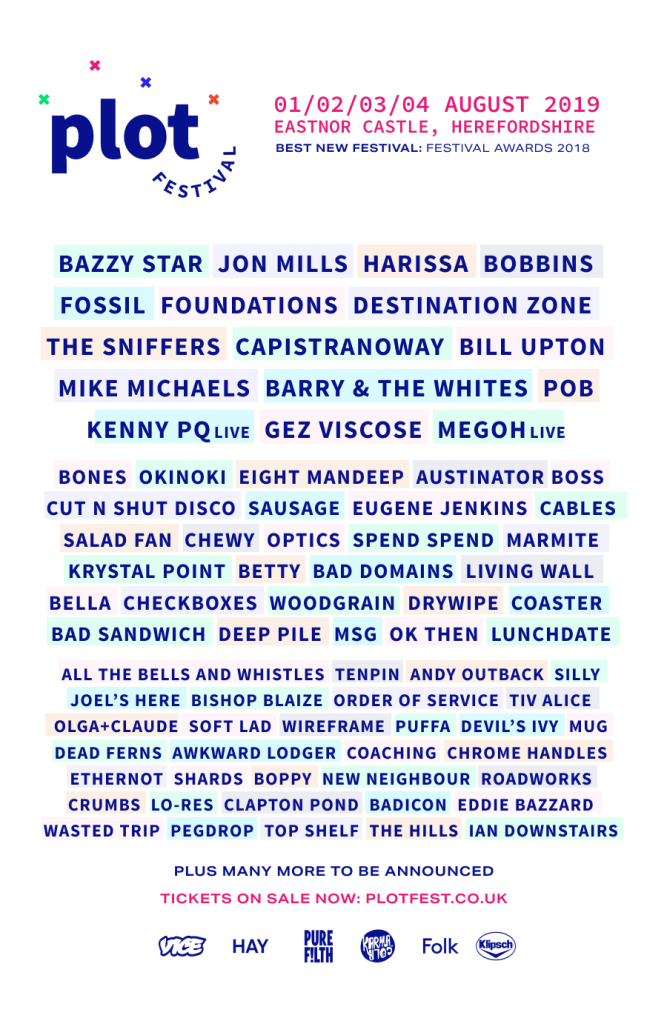 plot
FESTIVAL
01/02/03/04 AUGUST 2019
EASTNOR CASTLE, HEREFORDSHIRE
BEST NEW FESTIVAL: FESTIVAL AWARDS 2018
BAZZY STAR JON MILLS HARISSA BOBBINS
FOSSIL FOUNDATIONS DESTINATION ZONE
THE SNIFFERS CAPISTRANOWAY BILL UPTON
MIKE MICHAELS BARRY & THE WHITES POB
KENNY PQ LIVE GEZ VISCOSE MEGOH LIVE
BONES OKINOKI EIGHT MANDEEP AUSTINATOR BOSS
CUT N SHUT DISCO SAUSAGE EUGENE JENKINS CABLES
SALAD FAN CHEWY OPTICS SPEND SPEND MARMITE
KRYSTAL POINT BETTY BAD DOMAINS LIVING WALL
BELLA CHECKBOXES WOODGRAIN DRYWIPE COASTER
BAD SANDWICH DEEP PILE MSG OK THEN LUNCHDATE
ALL THE BELLS AND WHISTLES TENPIN ANDY OUTBACK SILLY
JOEL'S HERE BISHOP BLAIZE ORDER OF SERVICE TIV ALICE
OLGA+CLAUDE SOFT LAD WIREFRAME PUFFA DEVIL'S IVY MUG
DEAD FERNS AWKWARD LODGER COACHING CHROME HANDLES
ETHERNOT SHARDS BOPPY NEW NEIGHBOUR ROADWORKS
CRUMBS LO-RES CLAPTON POND BADICON EDDIE BAZZARD
WASTED TRIP PEGDROP TOP SHELF THE HILLS IAN DOWNSTAIRS
PLUS MANY MORE TO BE ANNOUNCED
TICKETS ON SALE NOW: PLOTFEST.CO.UK
VICE HAY PURE F!LTH KARMA COLA Folk Klipsch